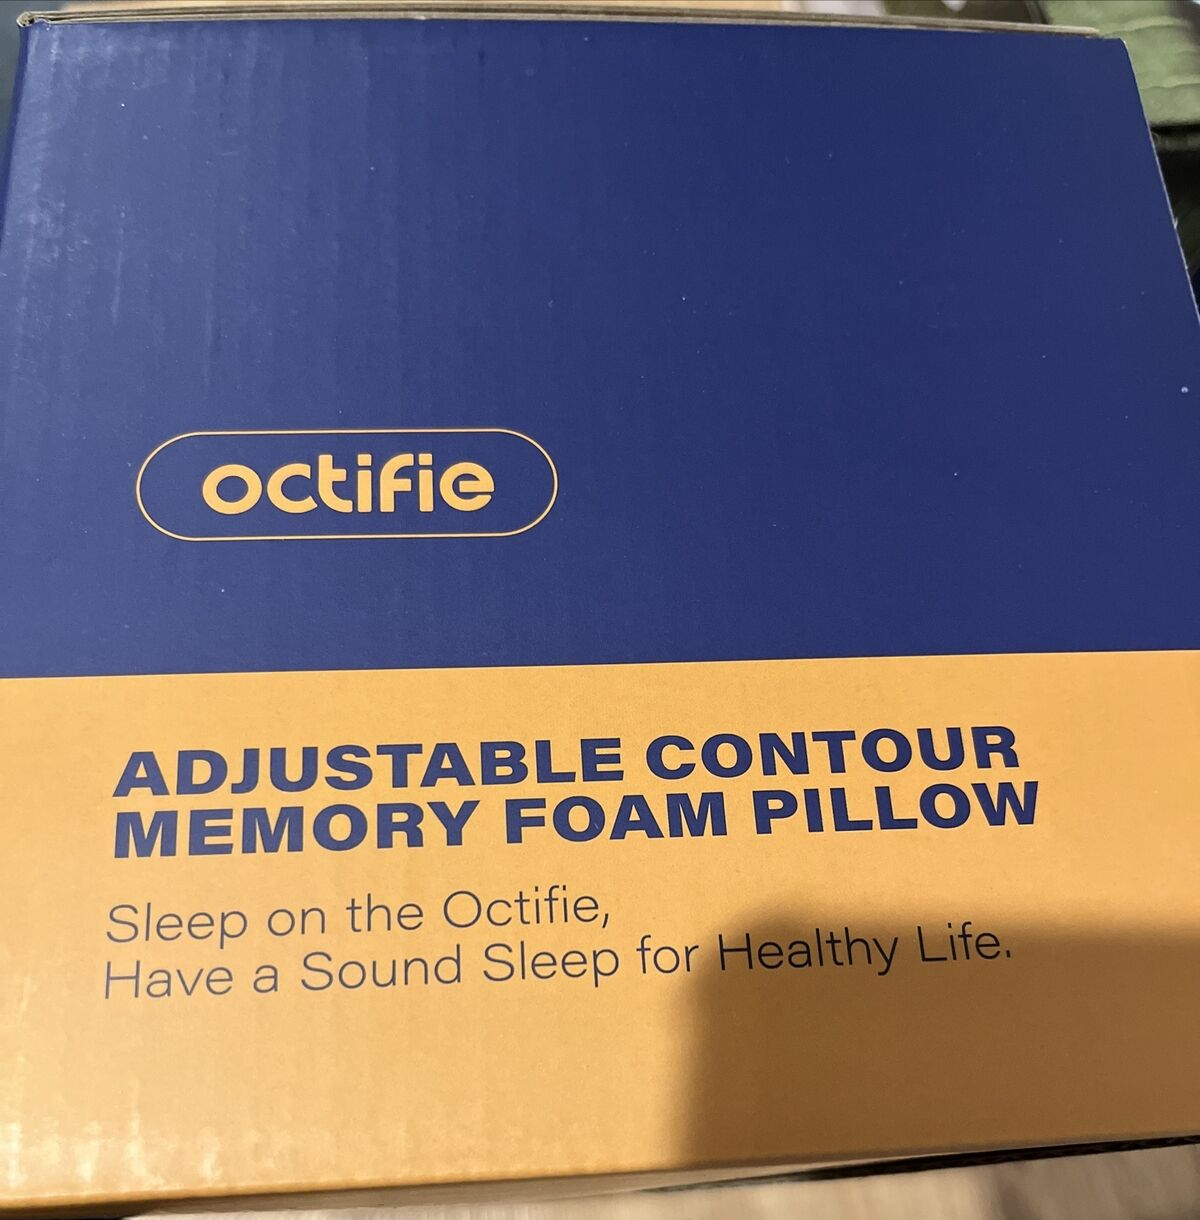 octifie
ADJUSTABLE CONTOUR
MEMORY FOAM PILLOW
Sleep on the Octifie,
Have a Sound Sleep for Healthy Life.